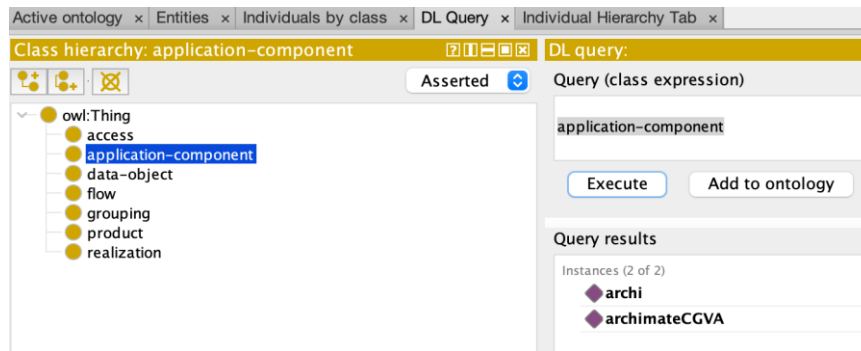 Active ontology × Entities × Individuals by class × DL Query × Individual Hierarchy Tab ×
Class hierarchy: application-component
Asserted
owl:Thing
access
application-component
data-object
flow
grouping
product
realization
DL query:
Query (class expression)
application-component
Execute Add to ontology
Query results
Instances (2 of 2)
archi
archimateCGVA